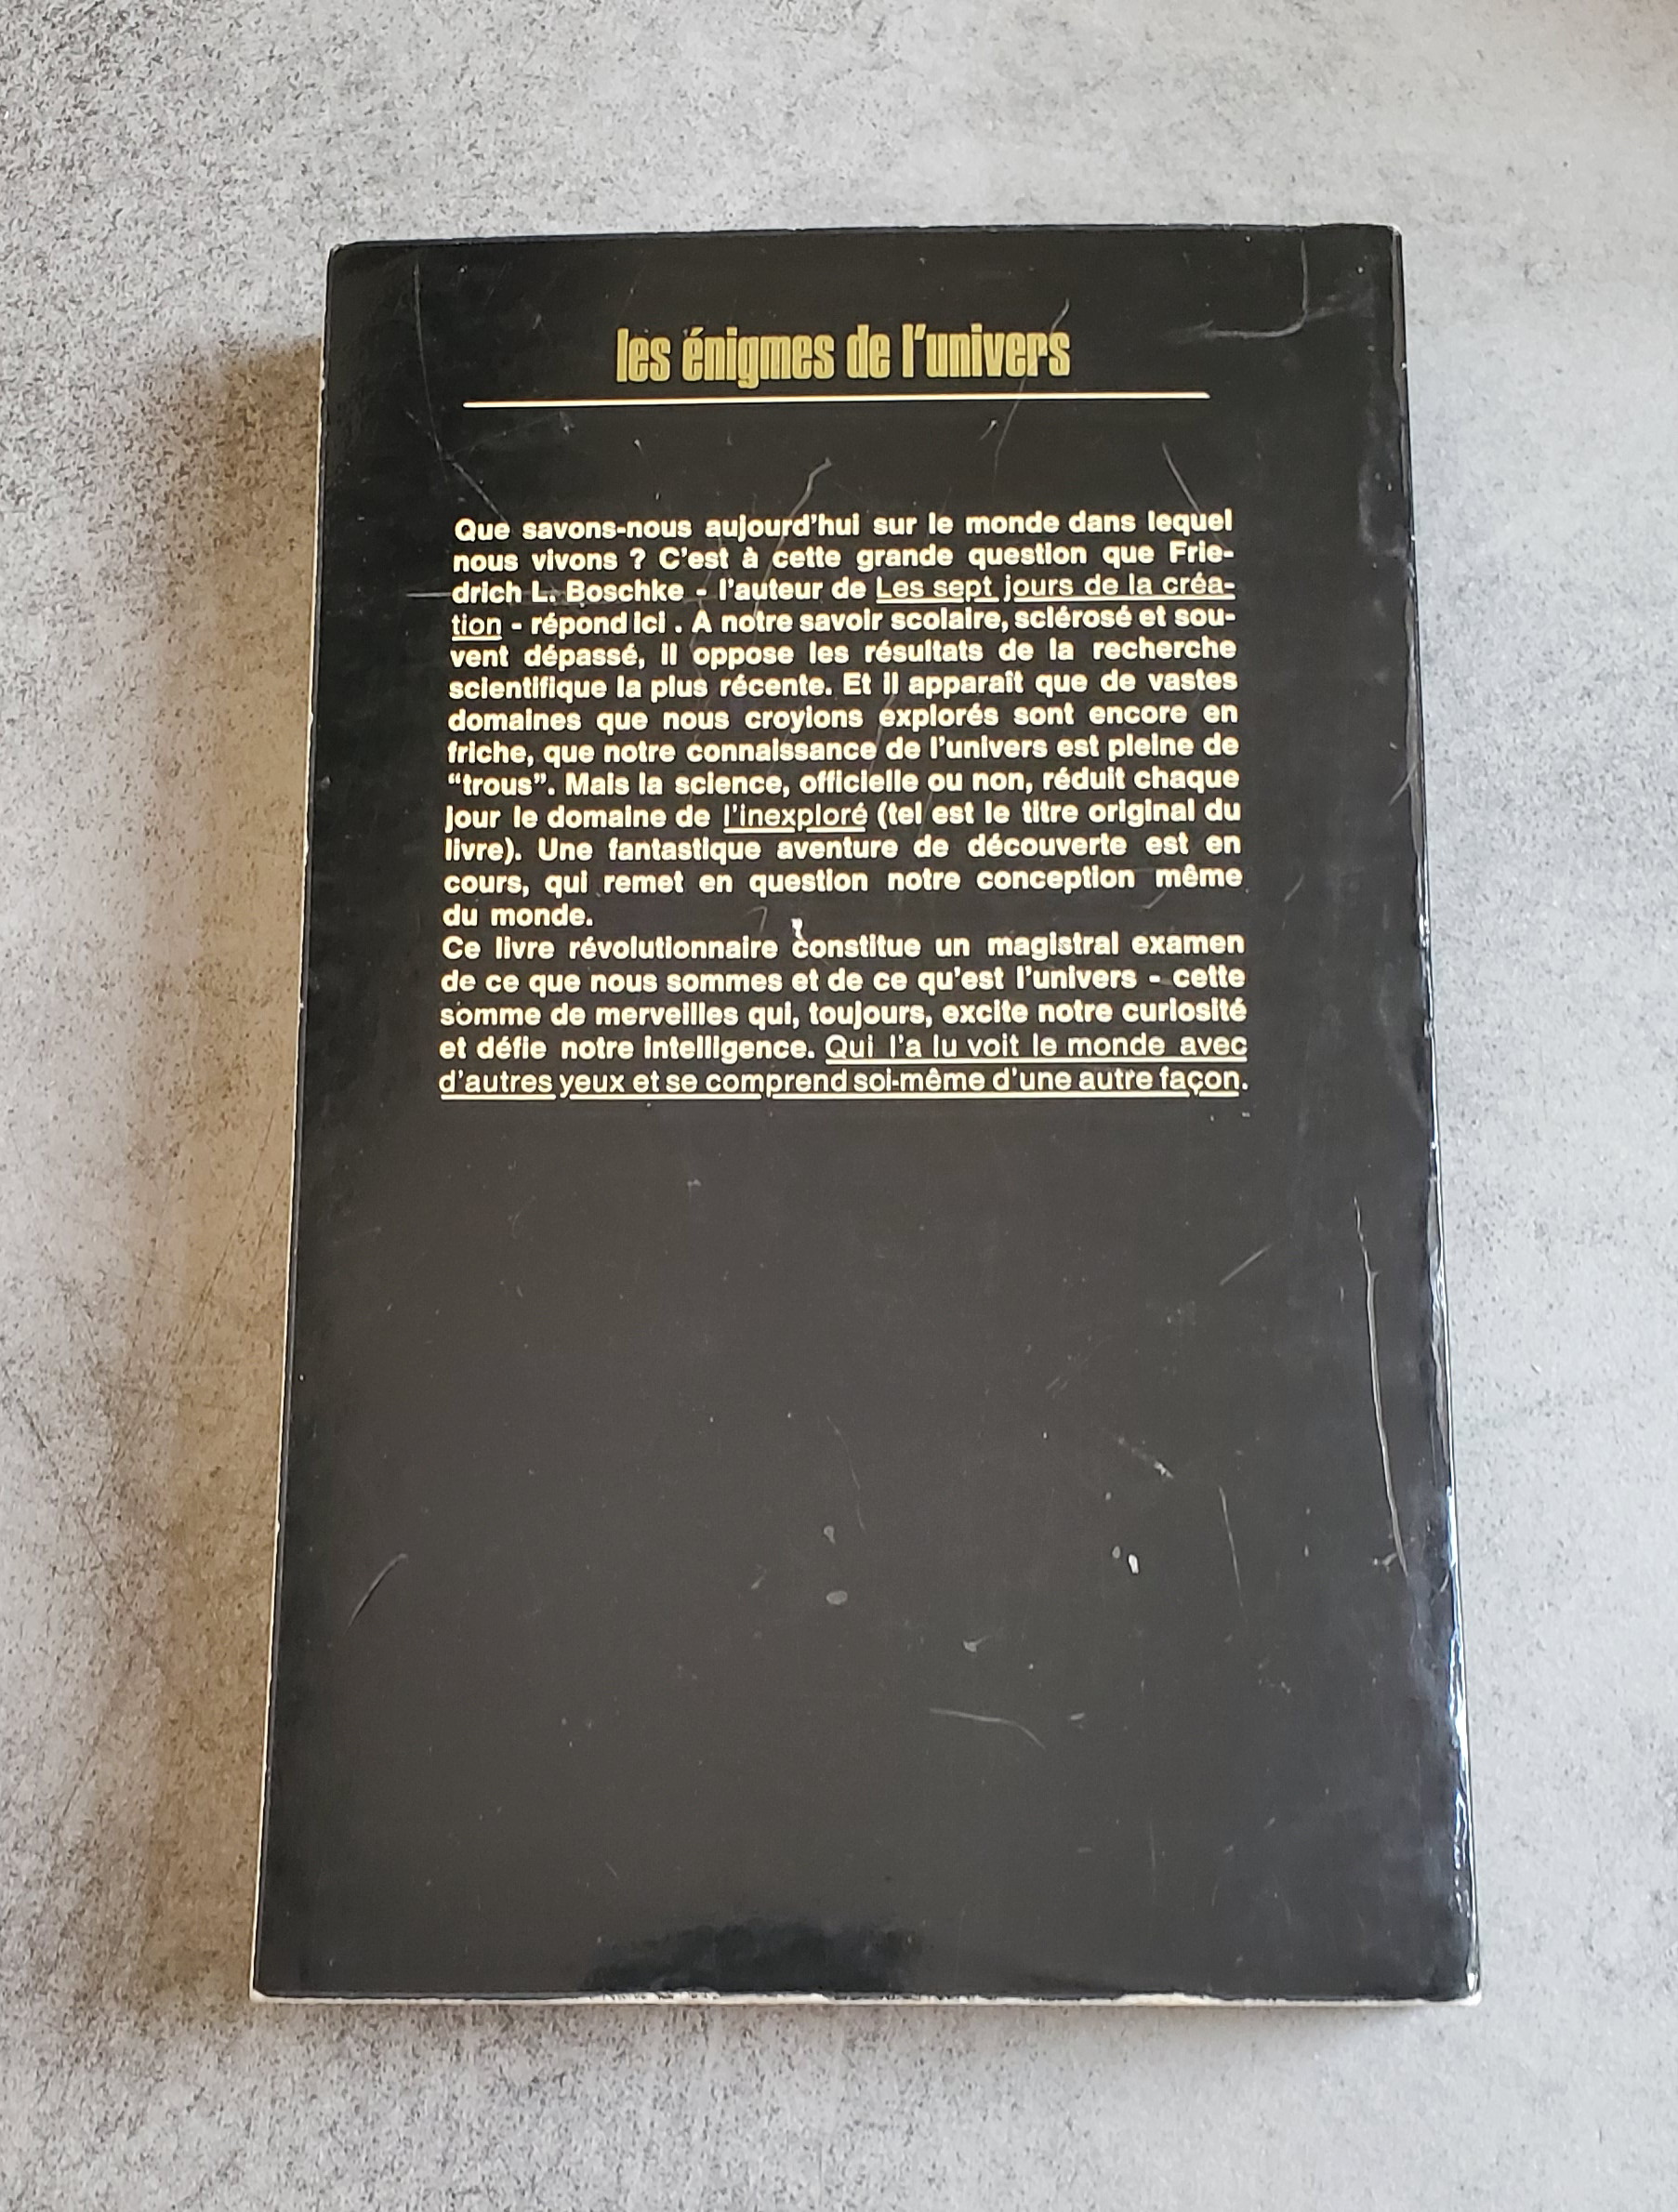 les énigmes de l'univers
Que savons-nous aujourd'hui sur le monde dans lequel
nous vivons ? C'est à cette grande question que Frie-
drich L. Boschke - l'auteur de Les sept jours de la créa-
tion - répond ici . A notre savoir scolaire, sclérosé et sou-
vent dépassé, il oppose les résultats de la recherche
scientifique la plus récente. Et il apparaît que de vastes
domaines que nous croyions explorés sont encore en
friche, que notre connaissance de l'univers est pleine de
“trous”. Mais la science, officielle ou non, réduit chaque
jour le domaine de l'inexploré (tel est le titre original du
livre). Une fantastique aventure de découverte est en
cours, qui remet en question notre conception même
du monde.
Ce livre révolutionnaire constitue un magistral examen
de ce que nous sommes et de ce qu'est l'univers - cette
somme de merveilles qui, toujours, excite notre curiosité
et défie notre intelligence. Qui l'a lu voit le monde avec
d'autres yeux et se comprend soi-même d'une autre façon.